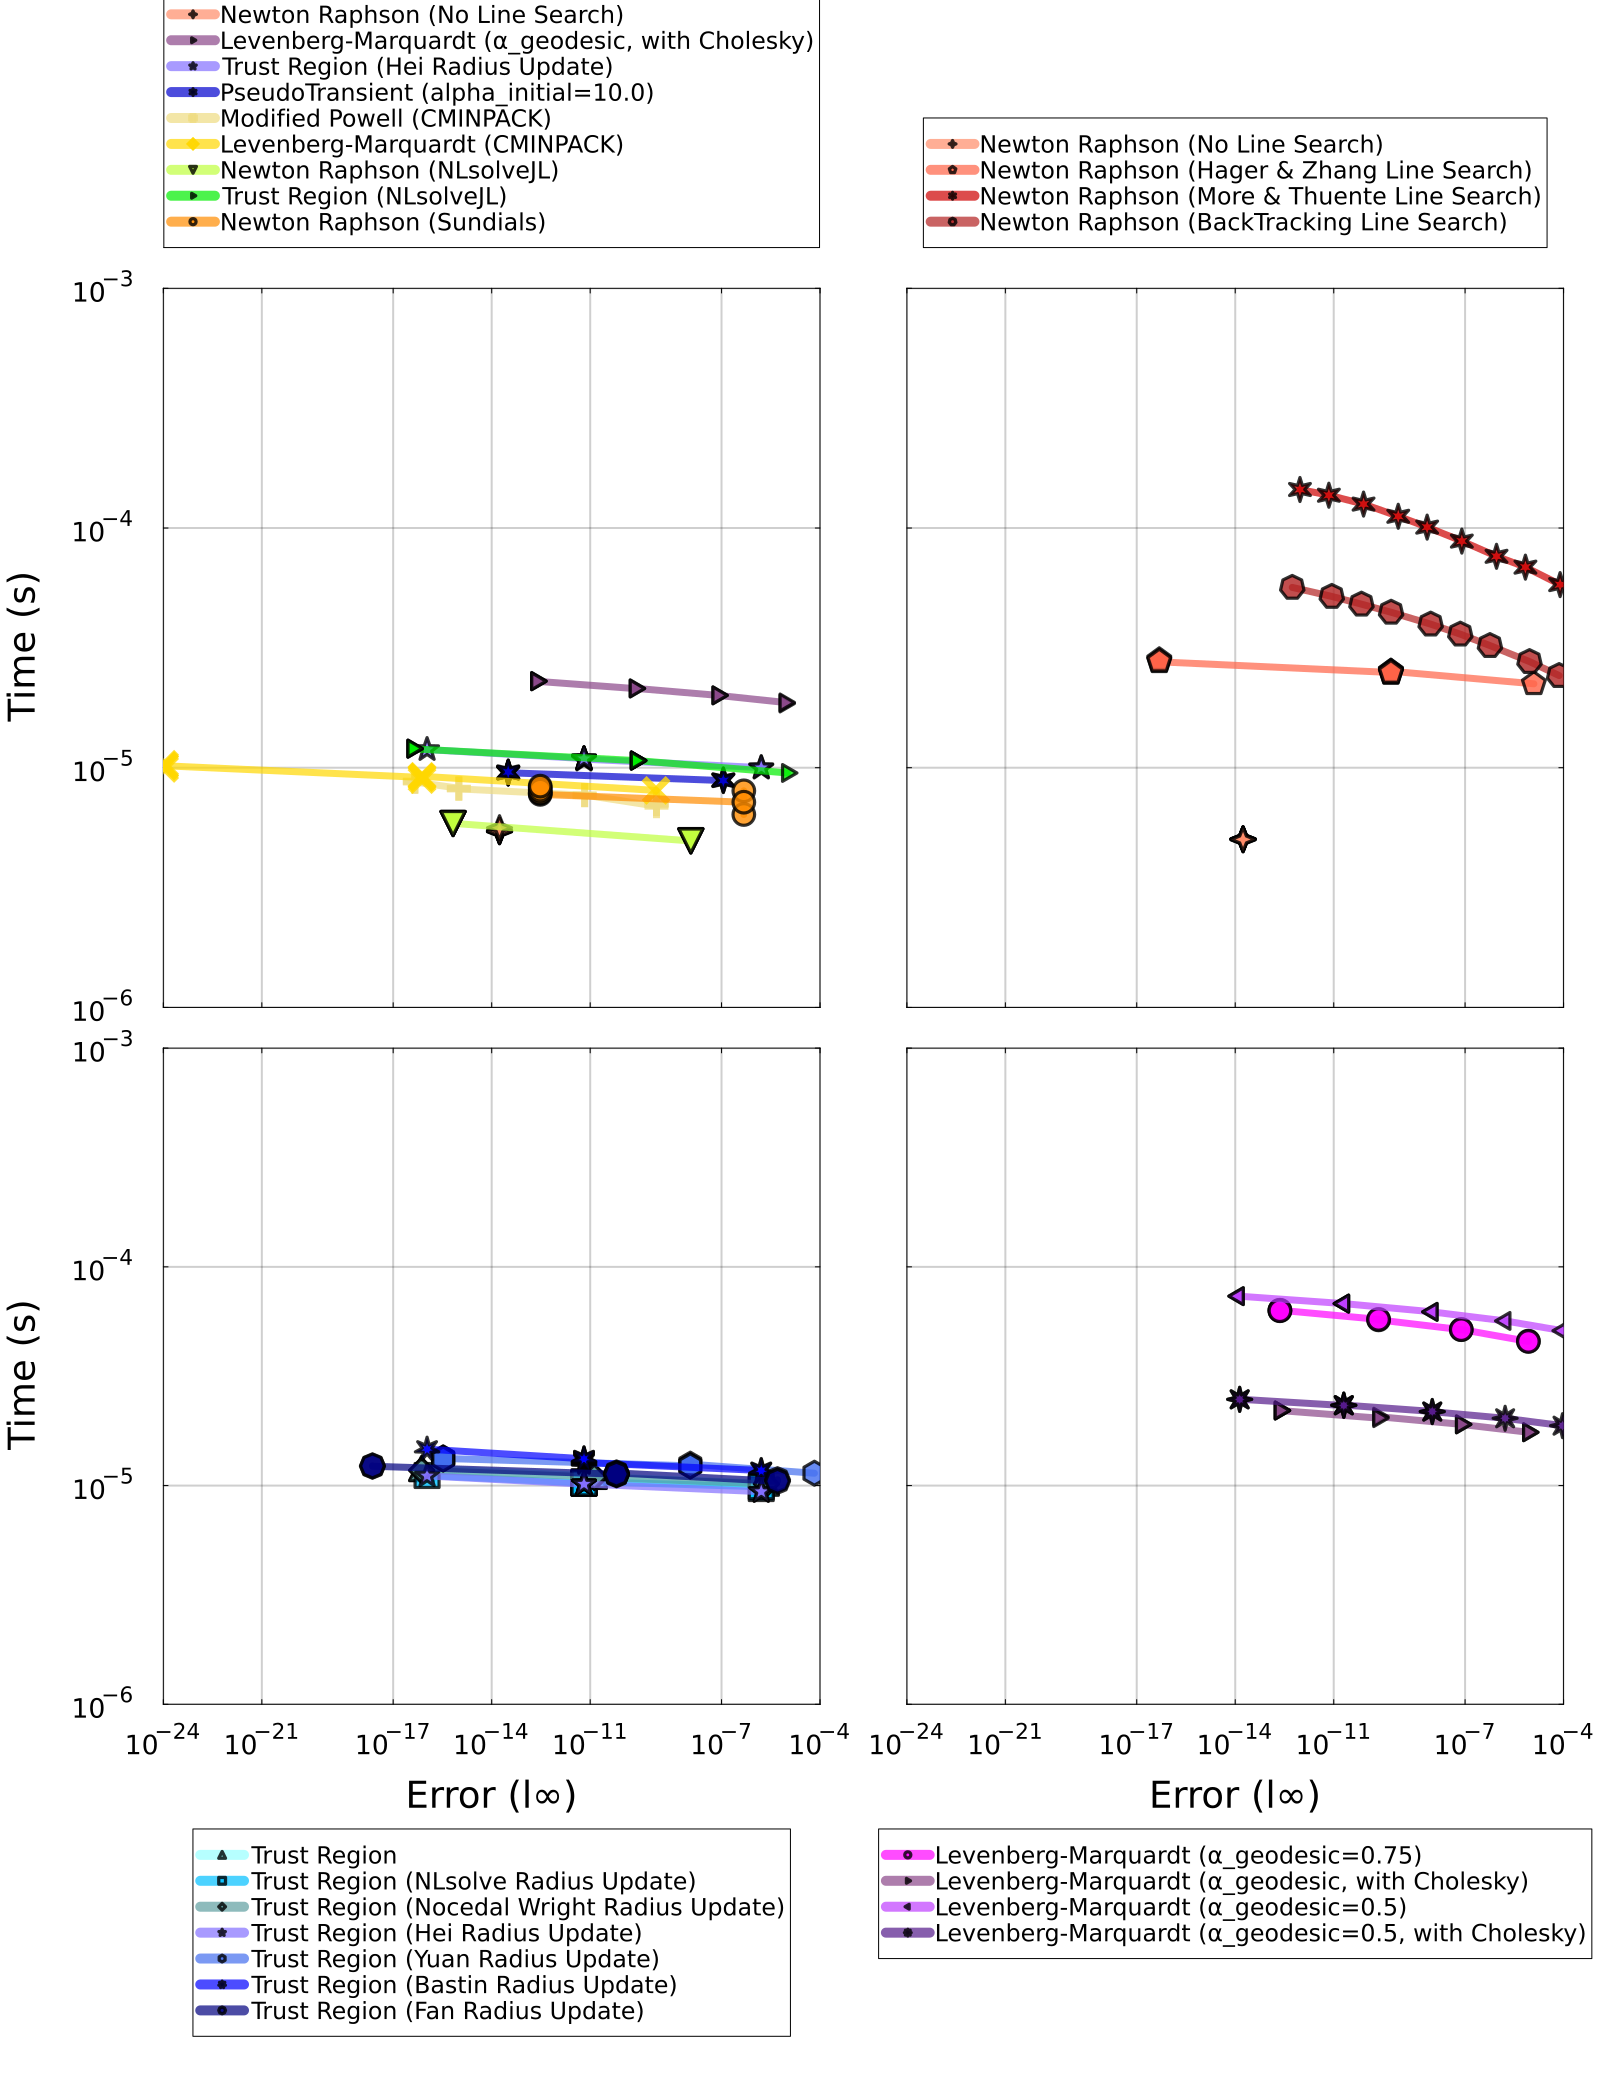 Newton Raphson (No Line Search)
Levenberg-Marquardt (α_geodesic, with Cholesky)
Trust Region (Hei Radius Update)
PseudoTransient (alpha_initial=10.0)
Modified Powell (CMINPACK)
Levenberg-Marquardt (CMINPACK)
Newton Raphson (NLsolveJL)
Trust Region (NLsolveJL)
Newton Raphson (Sundials)
Newton Raphson (No Line Search)
Newton Raphson (Hager & Zhang Line Search)
Newton Raphson (More & Thuente Line Search)
Newton Raphson (BackTracking Line Search)
Time (s)
10⁻³
10⁻⁴
10⁻⁵
10⁻⁶
Time (s)
10⁻³
10⁻⁴
10⁻⁵
10⁻⁶
10⁻²⁴ 10⁻²¹ 10⁻¹⁷ 10⁻¹⁴ 10⁻¹¹ 10⁻⁷ 10⁻⁴
Error (l∞)
10⁻²⁴ 10⁻²¹ 10⁻¹⁷ 10⁻¹⁴ 10⁻¹¹ 10⁻⁷ 10⁻⁴
Error (l∞)
Trust Region
Trust Region (NLsolve Radius Update)
Trust Region (Nocedal Wright Radius Update)
Trust Region (Hei Radius Update)
Trust Region (Yuan Radius Update)
Trust Region (Bastin Radius Update)
Trust Region (Fan Radius Update)
Levenberg-Marquardt (α_geodesic=0.75)
Levenberg-Marquardt (α_geodesic, with Cholesky)
Levenberg-Marquardt (α_geodesic=0.5)
Levenberg-Marquardt (α_geodesic=0.5, with Cholesky)